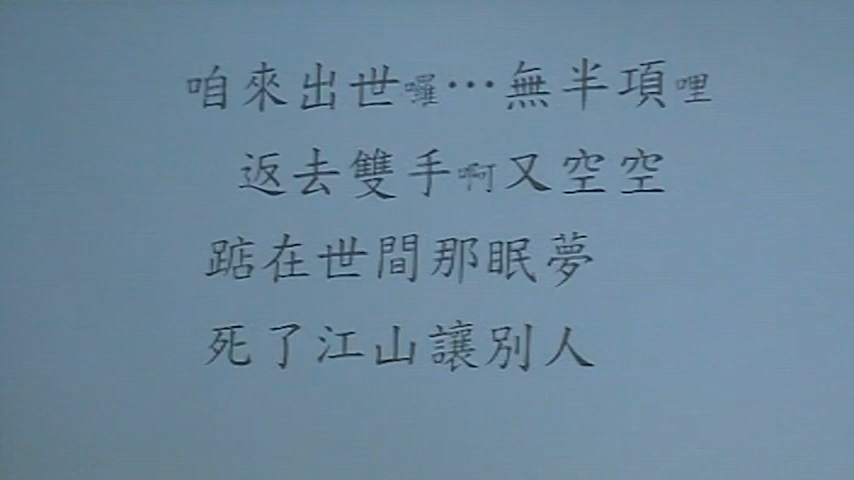 咱來出世囉…無半項哩
返去雙手啊又空空
踮在世間那眠夢
死了江山讓別人